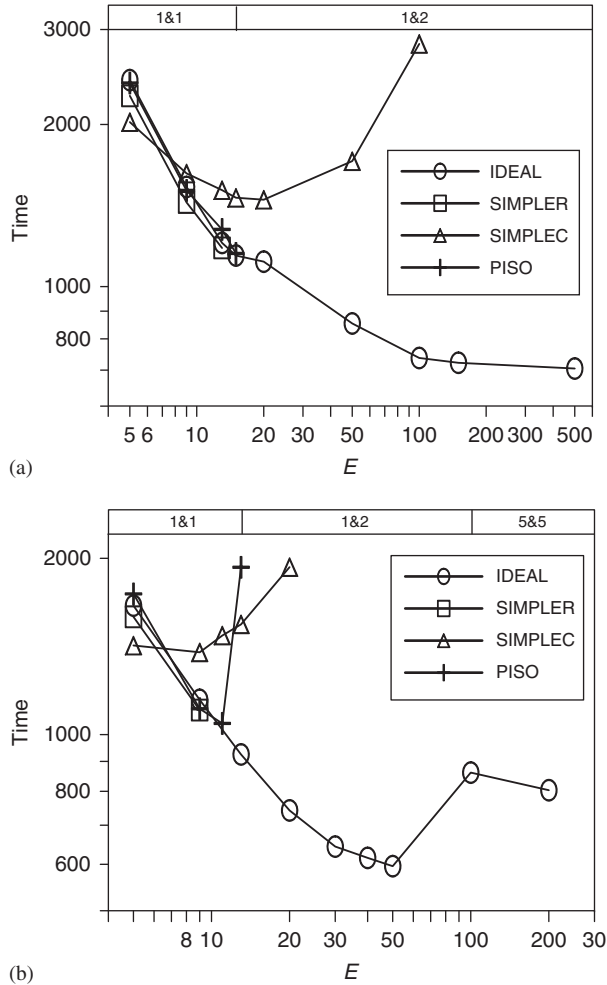 1&1 1&2
3000
2000
1000
800
Time
IDEAL
SIMPLER
SIMPLEC
PISO
5 6 10 20 30 50 100 200 300 500
E
(a)
1&1 1&2 5&5
2000
1000
800
600
Time
IDEAL
SIMPLER
SIMPLEC
PISO
8 10 20 30 50 100 200 30
E
(b)